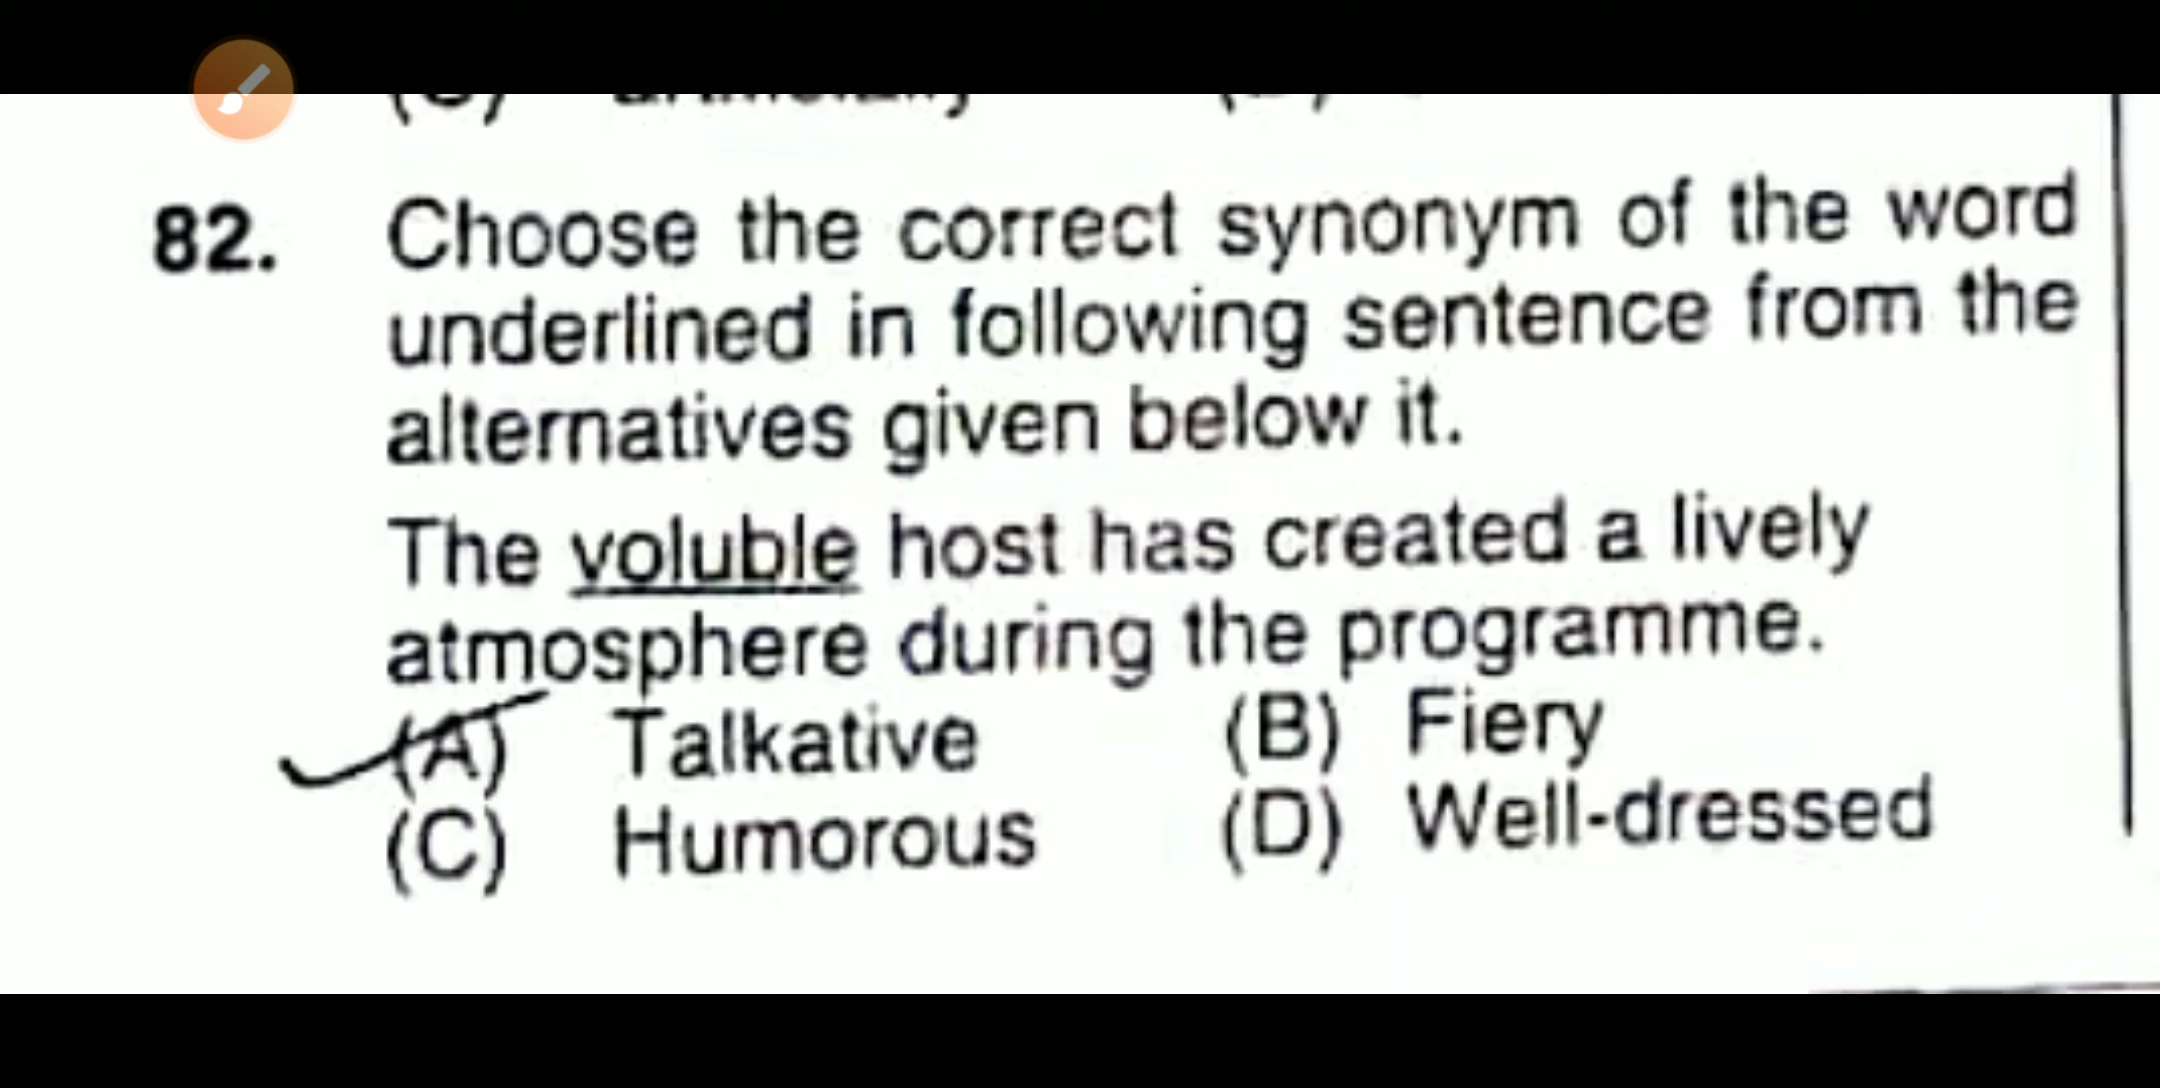 82. Choose the correct synonym of the word
underlined in following sentence from the
alternatives given below it.
The voluble host has created a lively
atmosphere during the programme.
(A) Talkative (B) Fiery
(C) Humorous (D) Well-dressed